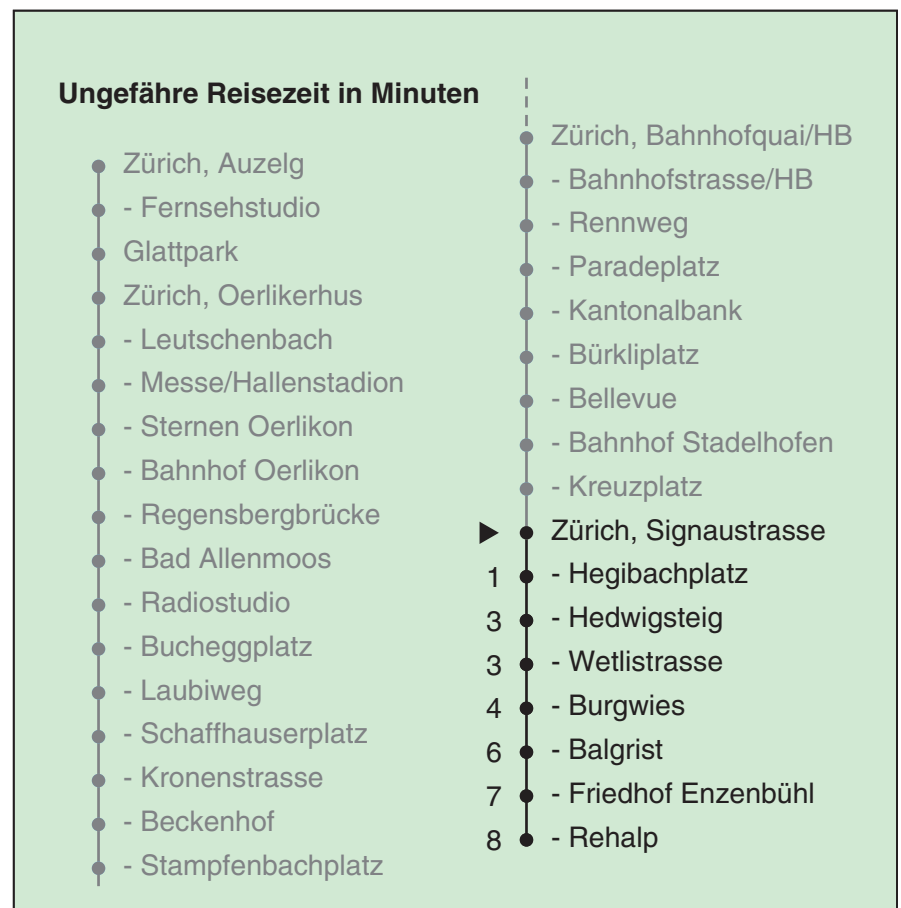 Ungefähre Reisezeit in Minuten
Zürich, Auzelg
- Fernsehstudio
Glattpark
Zürich, Oerlikerhus
- Leutschenbach
- Messe/Hallenstadion
- Sternen Oerlikon
- Bahnhof Oerlikon
- Regensbergbrücke
- Bad Allenmoos
- Radiostudio
- Bucheggplatz
- Laubiweg
- Schaffhauserplatz
- Kronenstrasse
- Beckenhof
- Stampfenbachplatz
Zürich, Bahnhofquai/HB
- Bahnhofstrasse/HB
- Rennweg
- Paradeplatz
- Kantonalbank
- Bürkliplatz
- Bellevue
- Bahnhof Stadelhofen
- Kreuzplatz
Zürich, Signaustrasse
1 - Hegibachplatz
3 - Hedwigsteig
3 - Wetlistrasse
4 - Burgwies
6 - Balgrist
7 - Friedhof Enzenbühl
8 - Rehalp